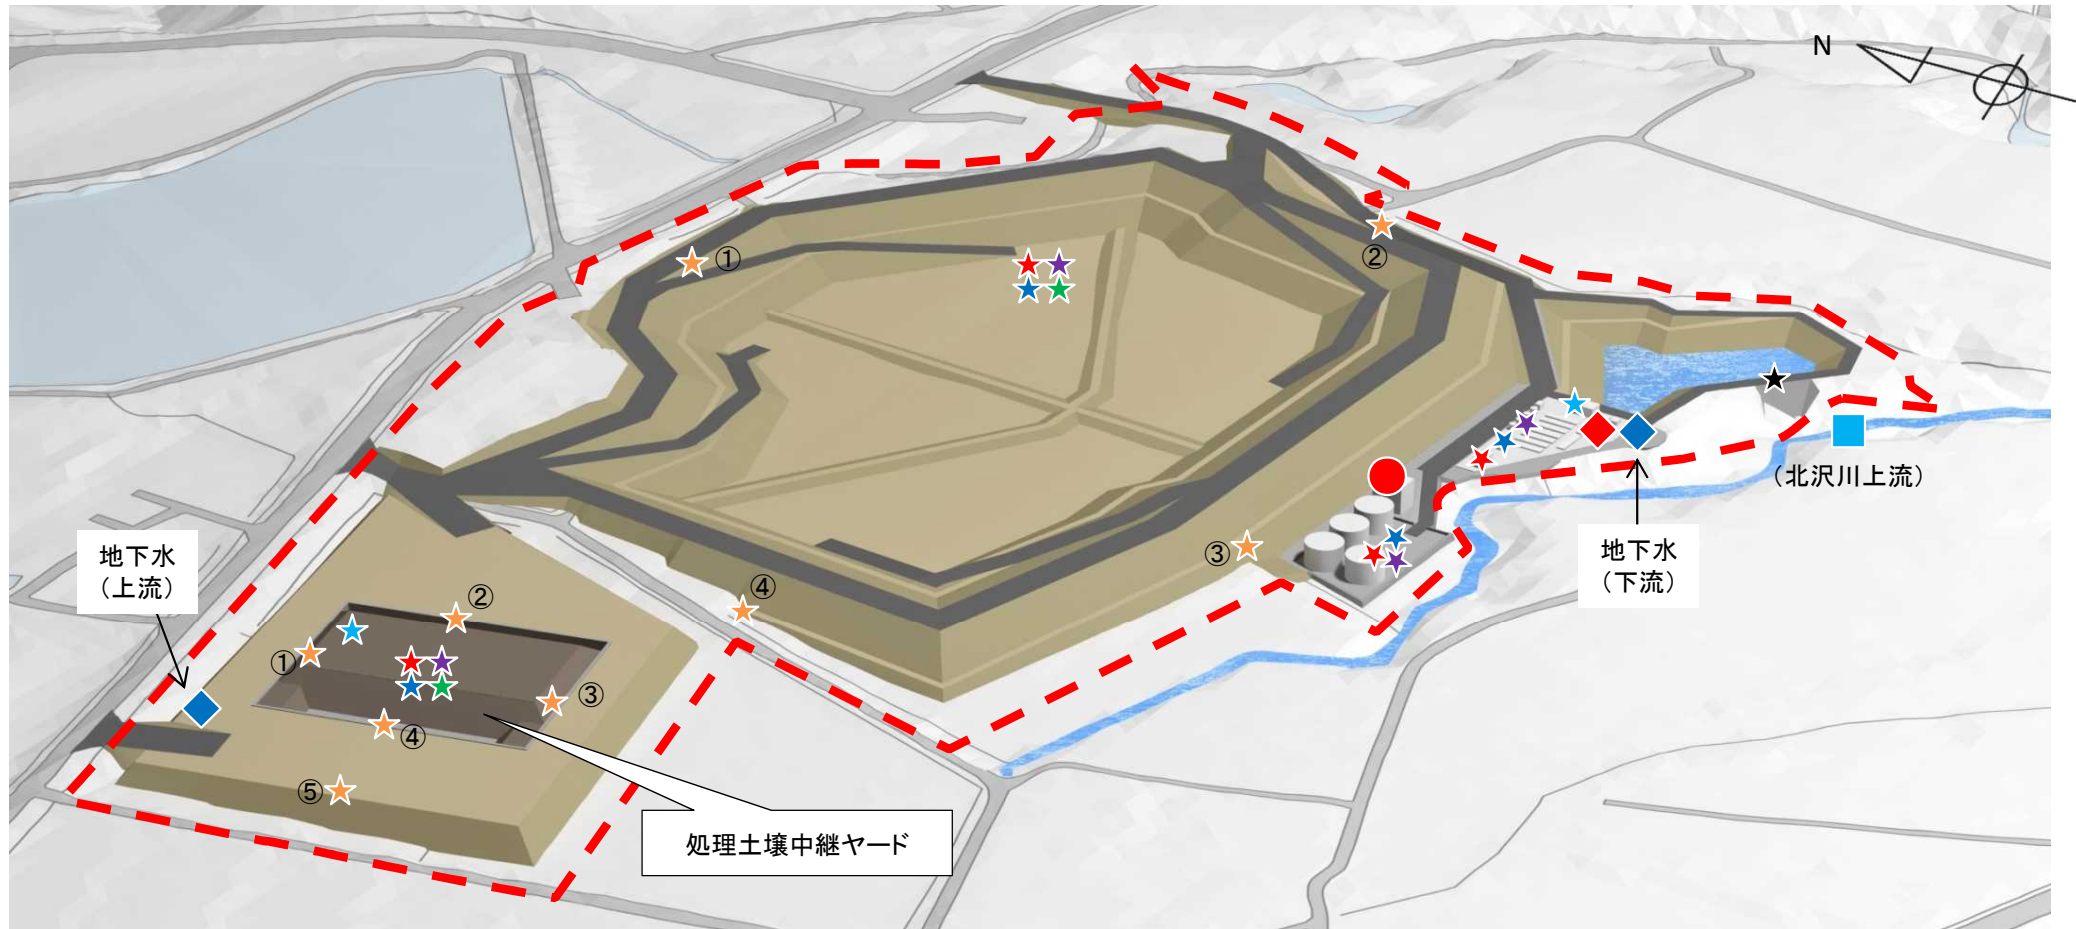 N
①
②
(北沢川上流)
地下水
(上流)
③
地下水
(下流)
④
②
①
③
④
⑤
処理土壌中継ヤード